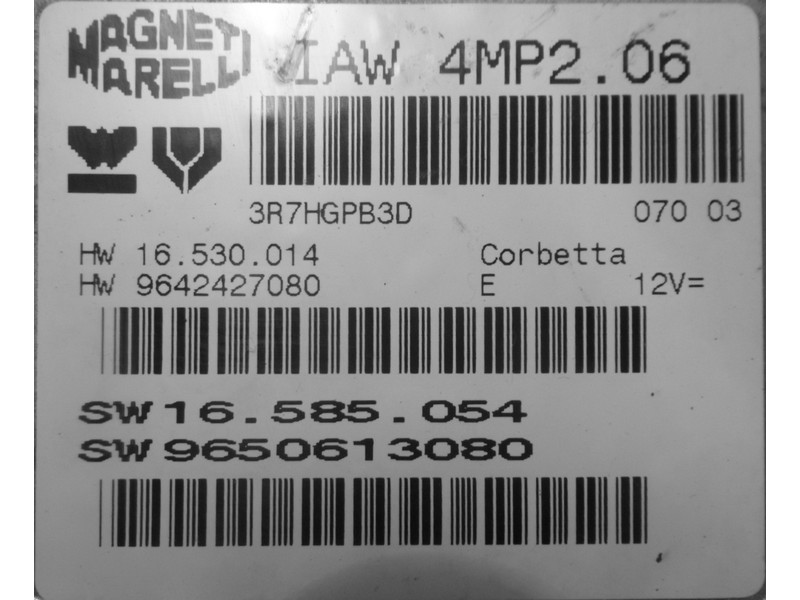 MAGNETI
MARELLI
IAW 4MP2.06
3R7HGPB3D 070 03
HW 16.530.014 Corbetta
HW 9642427080 E 12V=
SW 16.585.054
SW 9650613080